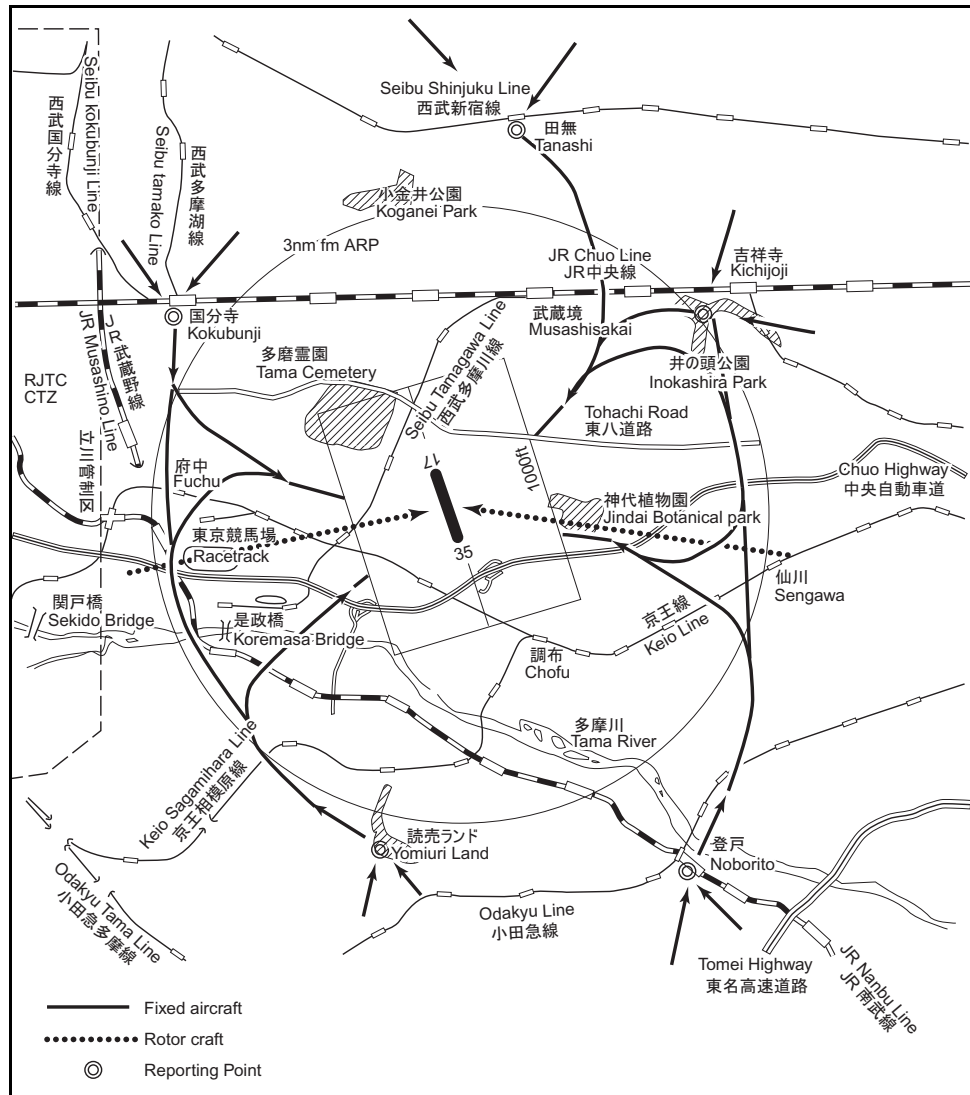 Seibu Shinjuku Line
西武新宿線
田無
Tanashi
Seibu kokubunji Line
西武国分寺線
Seibu tamako Line
西武多摩湖線
小金井公園
Koganei Park
3nm fm ARP
JR Chuo Line
JR中央線
吉祥寺
Kichijoji
国分寺
Kokubunji
武蔵境
Musashisakai
JR 武蔵野線
JR Musashino Line
Seibu Tamagawa Line
西武多摩川線
多磨霊園
Tama Cemetery
井の頭公園
Inokashira Park
RJTC
CTZ
立川管制区
Tohachi Road
東八道路
1000ft
Chuo Highway
中央自動車道
府中
Fuchu
17
35
神代植物園
Jindai Botanical park
東京競馬場
Racetrack
仙川
Sengawa
関戸橋
Sekido Bridge
是政橋
Koremasa Bridge
京王線
Keio Line
調布
Chofu
多摩川
Tama River
Keio Sagamihara Line
京王相模原線
読売ランド
Yomiuri Land
登戸
Noborito
Odakyu Tama Line
小田急多摩線
Odakyu Line
小田急線
Tomei Highway
東名高速道路
JR Nanbu Line
JR 南武線
Fixed aircraft
Rotor craft
Reporting Point